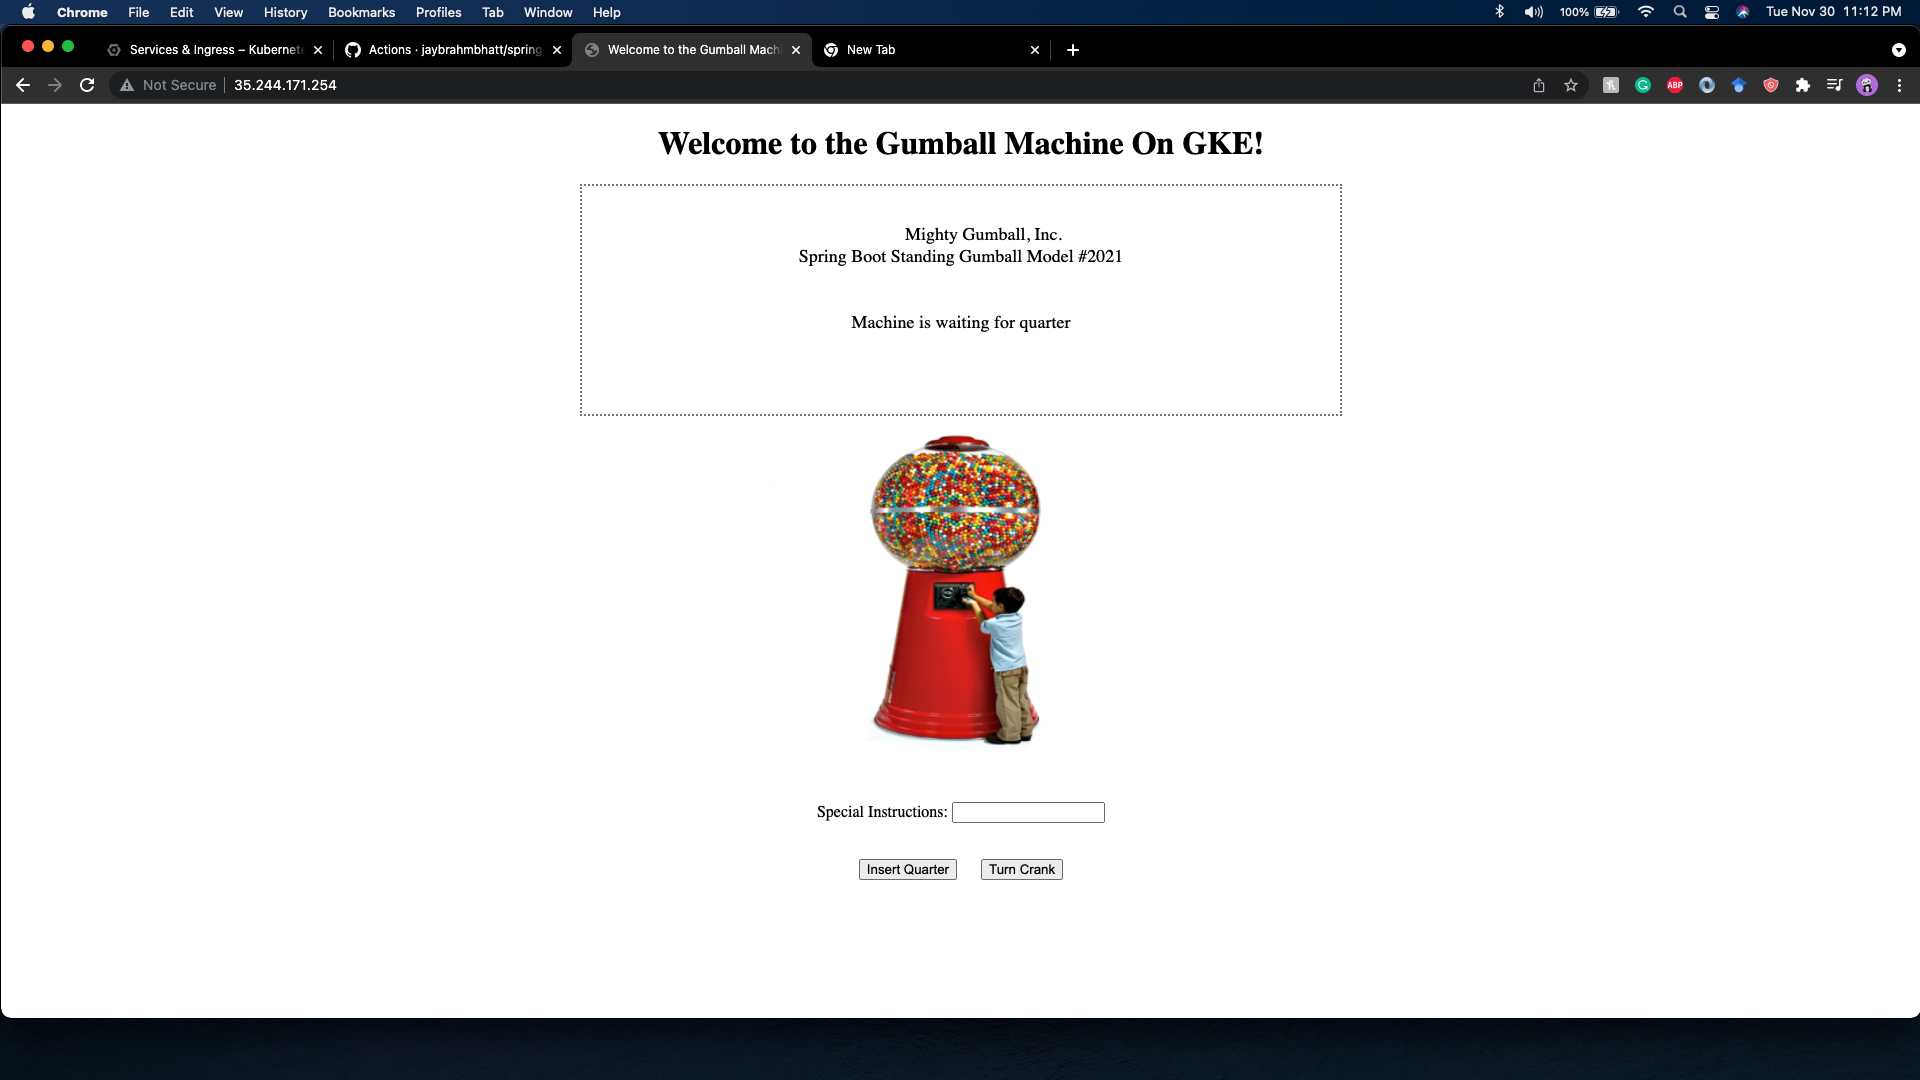 Chrome File Edit View History Bookmarks Profiles Tab Window Help 100% Tue Nov 30 11:12 PM
Services & Ingress – Kubernete Actions · jaybrahmbhatt/spring Welcome to the Gumball Machi New Tab
Not Secure 35.244.171.254 ABP
Welcome to the Gumball Machine On GKE!
Mighty Gumball, Inc.
Spring Boot Standing Gumball Model #2021
Machine is waiting for quarter
Special Instructions:
Insert Quarter Turn Crank